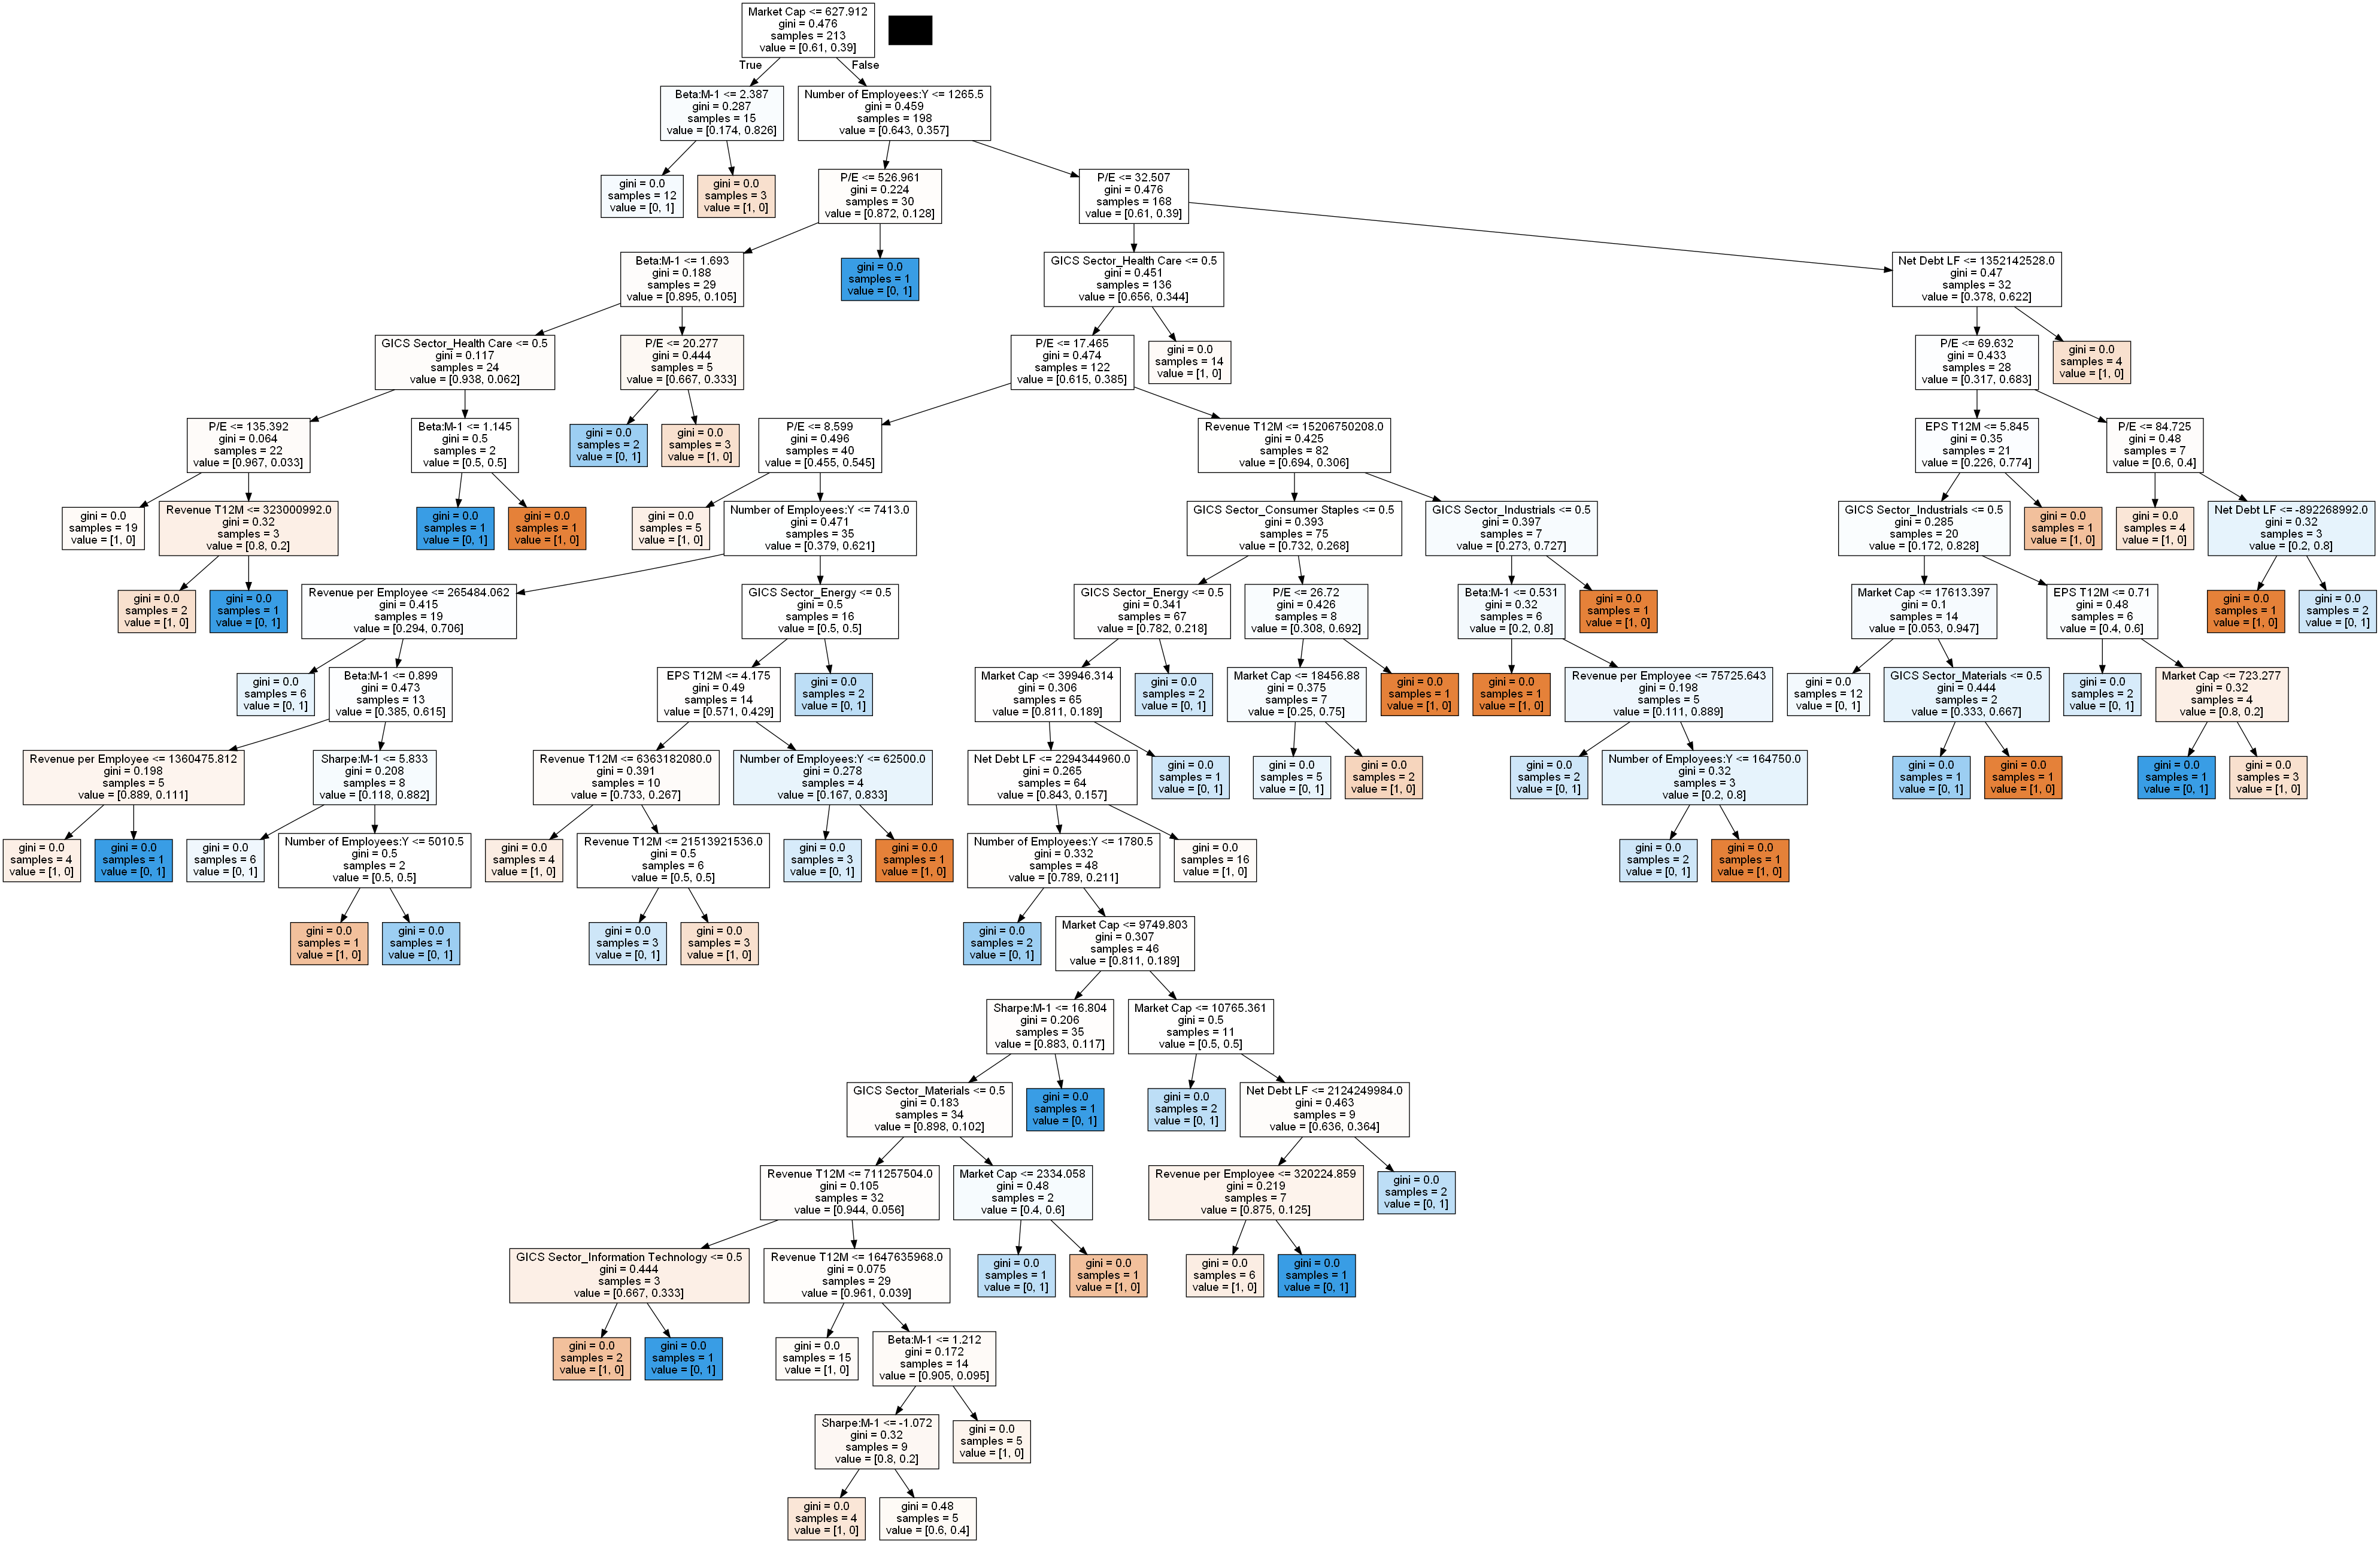 Market Cap <= 627.912
gini = 0.476
samples = 213
value = [0.61, 0.39]
True
False
Beta:M-1 <= 2.387
gini = 0.287
samples = 15
value = [0.174, 0.826]
Number of Employees:Y <= 1265.5
gini = 0.459
samples = 198
value = [0.643, 0.357]
gini = 0.0
samples = 12
value = [0, 1]
gini = 0.0
samples = 3
value = [1, 0]
P/E <= 526.961
gini = 0.224
samples = 30
value = [0.872, 0.128]
P/E <= 32.507
gini = 0.476
samples = 168
value = [0.61, 0.39]
Beta:M-1 <= 1.693
gini = 0.188
samples = 29
value = [0.895, 0.105]
gini = 0.0
samples = 1
value = [0, 1]
GICS Sector_Health Care <= 0.5
gini = 0.451
samples = 136
value = [0.656, 0.344]
Net Debt LF <= 1352142528.0
gini = 0.47
samples = 32
value = [0.378, 0.622]
GICS Sector_Health Care <= 0.5
gini = 0.117
samples = 24
value = [0.938, 0.062]
P/E <= 20.277
gini = 0.444
samples = 5
value = [0.667, 0.333]
P/E <= 17.465
gini = 0.474
samples = 122
value = [0.615, 0.385]
gini = 0.0
samples = 14
value = [1, 0]
P/E <= 69.632
gini = 0.433
samples = 28
value = [0.317, 0.683]
gini = 0.0
samples = 4
value = [1, 0]
P/E <= 135.392
gini = 0.064
samples = 22
value = [0.967, 0.033]
Beta:M-1 <= 1.145
gini = 0.5
samples = 2
value = [0.5, 0.5]
gini = 0.0
samples = 2
value = [0, 1]
gini = 0.0
samples = 3
value = [1, 0]
P/E <= 8.599
gini = 0.496
samples = 40
value = [0.455, 0.545]
Revenue T12M <= 15206750208.0
gini = 0.425
samples = 82
value = [0.694, 0.306]
EPS T12M <= 5.845
gini = 0.35
samples = 21
value = [0.226, 0.774]
P/E <= 84.725
gini = 0.48
samples = 7
value = [0.6, 0.4]
gini = 0.0
samples = 19
value = [1, 0]
Revenue T12M <= 323000992.0
gini = 0.32
samples = 3
value = [0.8, 0.2]
gini = 0.0
samples = 1
value = [0, 1]
gini = 0.0
samples = 1
value = [1, 0]
gini = 0.0
samples = 5
value = [1, 0]
Number of Employees:Y <= 7413.0
gini = 0.471
samples = 35
value = [0.379, 0.621]
GICS Sector_Consumer Staples <= 0.5
gini = 0.393
samples = 75
value = [0.732, 0.268]
GICS Sector_Industrials <= 0.5
gini = 0.397
samples = 7
value = [0.273, 0.727]
GICS Sector_Industrials <= 0.5
gini = 0.285
samples = 20
value = [0.172, 0.828]
gini = 0.0
samples = 1
value = [1, 0]
gini = 0.0
samples = 4
value = [1, 0]
Net Debt LF <= -892268992.0
gini = 0.32
samples = 3
value = [0.2, 0.8]
gini = 0.0
samples = 2
value = [1, 0]
gini = 0.0
samples = 1
value = [0, 1]
Revenue per Employee <= 265484.062
gini = 0.415
samples = 19
value = [0.294, 0.706]
GICS Sector_Energy <= 0.5
gini = 0.5
samples = 16
value = [0.5, 0.5]
GICS Sector_Energy <= 0.5
gini = 0.341
samples = 67
value = [0.782, 0.218]
P/E <= 26.72
gini = 0.426
samples = 8
value = [0.308, 0.692]
Beta:M-1 <= 0.531
gini = 0.32
samples = 6
value = [0.2, 0.8]
gini = 0.0
samples = 1
value = [1, 0]
Market Cap <= 17613.397
gini = 0.1
samples = 14
value = [0.053, 0.947]
EPS T12M <= 0.71
gini = 0.48
samples = 6
value = [0.4, 0.6]
gini = 0.0
samples = 1
value = [1, 0]
gini = 0.0
samples = 2
value = [0, 1]
gini = 0.0
samples = 6
value = [0, 1]
Beta:M-1 <= 0.899
gini = 0.473
samples = 13
value = [0.385, 0.615]
EPS T12M <= 4.175
gini = 0.49
samples = 14
value = [0.571, 0.429]
gini = 0.0
samples = 2
value = [0, 1]
Market Cap <= 39946.314
gini = 0.306
samples = 65
value = [0.811, 0.189]
gini = 0.0
samples = 2
value = [0, 1]
Market Cap <= 18456.88
gini = 0.375
samples = 7
value = [0.25, 0.75]
gini = 0.0
samples = 1
value = [1, 0]
gini = 0.0
samples = 1
value = [1, 0]
Revenue per Employee <= 75725.643
gini = 0.198
samples = 5
value = [0.111, 0.889]
gini = 0.0
samples = 12
value = [0, 1]
GICS Sector_Materials <= 0.5
gini = 0.444
samples = 2
value = [0.333, 0.667]
gini = 0.0
samples = 2
value = [0, 1]
Market Cap <= 723.277
gini = 0.32
samples = 4
value = [0.8, 0.2]
Revenue per Employee <= 1360475.812
gini = 0.198
samples = 5
value = [0.889, 0.111]
Sharpe:M-1 <= 5.833
gini = 0.208
samples = 8
value = [0.118, 0.882]
Revenue T12M <= 6363182080.0
gini = 0.391
samples = 10
value = [0.733, 0.267]
Number of Employees:Y <= 62500.0
gini = 0.278
samples = 4
value = [0.167, 0.833]
Net Debt LF <= 2294344960.0
gini = 0.265
samples = 64
value = [0.843, 0.157]
gini = 0.0
samples = 1
value = [0, 1]
gini = 0.0
samples = 5
value = [0, 1]
gini = 0.0
samples = 2
value = [1, 0]
gini = 0.0
samples = 2
value = [0, 1]
Number of Employees:Y <= 164750.0
gini = 0.32
samples = 3
value = [0.2, 0.8]
gini = 0.0
samples = 1
value = [0, 1]
gini = 0.0
samples = 1
value = [1, 0]
gini = 0.0
samples = 1
value = [0, 1]
gini = 0.0
samples = 3
value = [1, 0]
gini = 0.0
samples = 4
value = [1, 0]
gini = 0.0
samples = 1
value = [0, 1]
gini = 0.0
samples = 6
value = [0, 1]
Number of Employees:Y <= 5010.5
gini = 0.5
samples = 2
value = [0.5, 0.5]
gini = 0.0
samples = 4
value = [1, 0]
Revenue T12M <= 21513921536.0
gini = 0.5
samples = 6
value = [0.5, 0.5]
gini = 0.0
samples = 3
value = [0, 1]
gini = 0.0
samples = 1
value = [1, 0]
Number of Employees:Y <= 1780.5
gini = 0.332
samples = 48
value = [0.789, 0.211]
gini = 0.0
samples = 16
value = [1, 0]
gini = 0.0
samples = 2
value = [0, 1]
gini = 0.0
samples = 1
value = [1, 0]
gini = 0.0
samples = 1
value = [1, 0]
gini = 0.0
samples = 1
value = [0, 1]
gini = 0.0
samples = 3
value = [0, 1]
gini = 0.0
samples = 3
value = [1, 0]
gini = 0.0
samples = 2
value = [0, 1]
Market Cap <= 9749.803
gini = 0.307
samples = 46
value = [0.811, 0.189]
Sharpe:M-1 <= 16.804
gini = 0.206
samples = 35
value = [0.883, 0.117]
Market Cap <= 10765.361
gini = 0.5
samples = 11
value = [0.5, 0.5]
GICS Sector_Materials <= 0.5
gini = 0.183
samples = 34
value = [0.898, 0.102]
gini = 0.0
samples = 1
value = [0, 1]
gini = 0.0
samples = 2
value = [0, 1]
Net Debt LF <= 2124249984.0
gini = 0.463
samples = 9
value = [0.636, 0.364]
Revenue T12M <= 711257504.0
gini = 0.105
samples = 32
value = [0.944, 0.056]
Market Cap <= 2334.058
gini = 0.48
samples = 2
value = [0.4, 0.6]
Revenue per Employee <= 320224.859
gini = 0.219
samples = 7
value = [0.875, 0.125]
gini = 0.0
samples = 2
value = [0, 1]
GICS Sector_Information Technology <= 0.5
gini = 0.444
samples = 3
value = [0.667, 0.333]
Revenue T12M <= 1647635968.0
gini = 0.075
samples = 29
value = [0.961, 0.039]
gini = 0.0
samples = 1
value = [0, 1]
gini = 0.0
samples = 1
value = [1, 0]
gini = 0.0
samples = 6
value = [1, 0]
gini = 0.0
samples = 1
value = [0, 1]
gini = 0.0
samples = 2
value = [1, 0]
gini = 0.0
samples = 1
value = [0, 1]
gini = 0.0
samples = 15
value = [1, 0]
Beta:M-1 <= 1.212
gini = 0.172
samples = 14
value = [0.905, 0.095]
Sharpe:M-1 <= -1.072
gini = 0.32
samples = 9
value = [0.8, 0.2]
gini = 0.0
samples = 5
value = [1, 0]
gini = 0.0
samples = 4
value = [1, 0]
gini = 0.48
samples = 5
value = [0.6, 0.4]